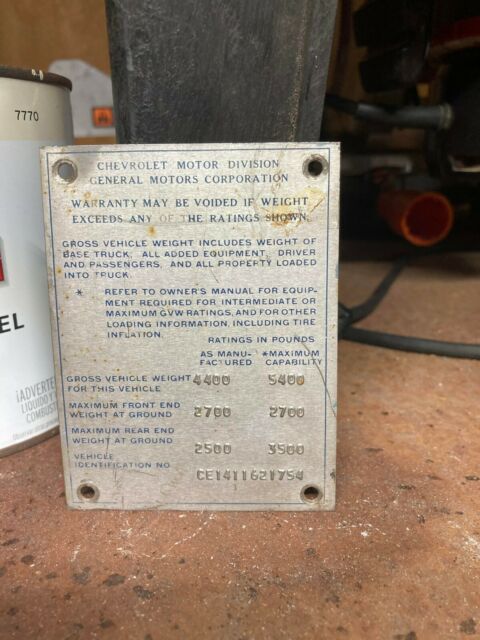 7770
CHEVROLET MOTOR DIVISION
GENERAL MOTORS CORPORATION
WARRANTY MAY BE VOIDED IF WEIGHT
EXCEEDS ANY OF THE RATINGS SHOWN.
GROSS VEHICLE WEIGHT INCLUDES WEIGHT OF
BASE TRUCK, ALL ADDED EQUIPMENT, DRIVER
AND PASSENGERS, AND ALL PROPERTY LOADED
INTO TRUCK.
* REFER TO OWNER'S MANUAL FOR EQUIP-
MENT REQUIRED FOR INTERMEDIATE OR
MAXIMUM GVW RATINGS, AND FOR OTHER
LOADING INFORMATION, INCLUDING TIRE
INFLATION.
RATINGS IN POUNDS
AS MANU- *MAXIMUM
FACTURED CAPABILITY
GROSS VEHICLE WEIGHT 4400 5400
FOR THIS VEHICLE
MAXIMUM FRONT END 2700 2700
WEIGHT AT GROUND
MAXIMUM REAR END
WEIGHT AT GROUND 2500 3500
VEHICLE
IDENTIFICATION NO CE1411621754
EL
¡ADVERTE
LIQUIDO Y
COMBUST